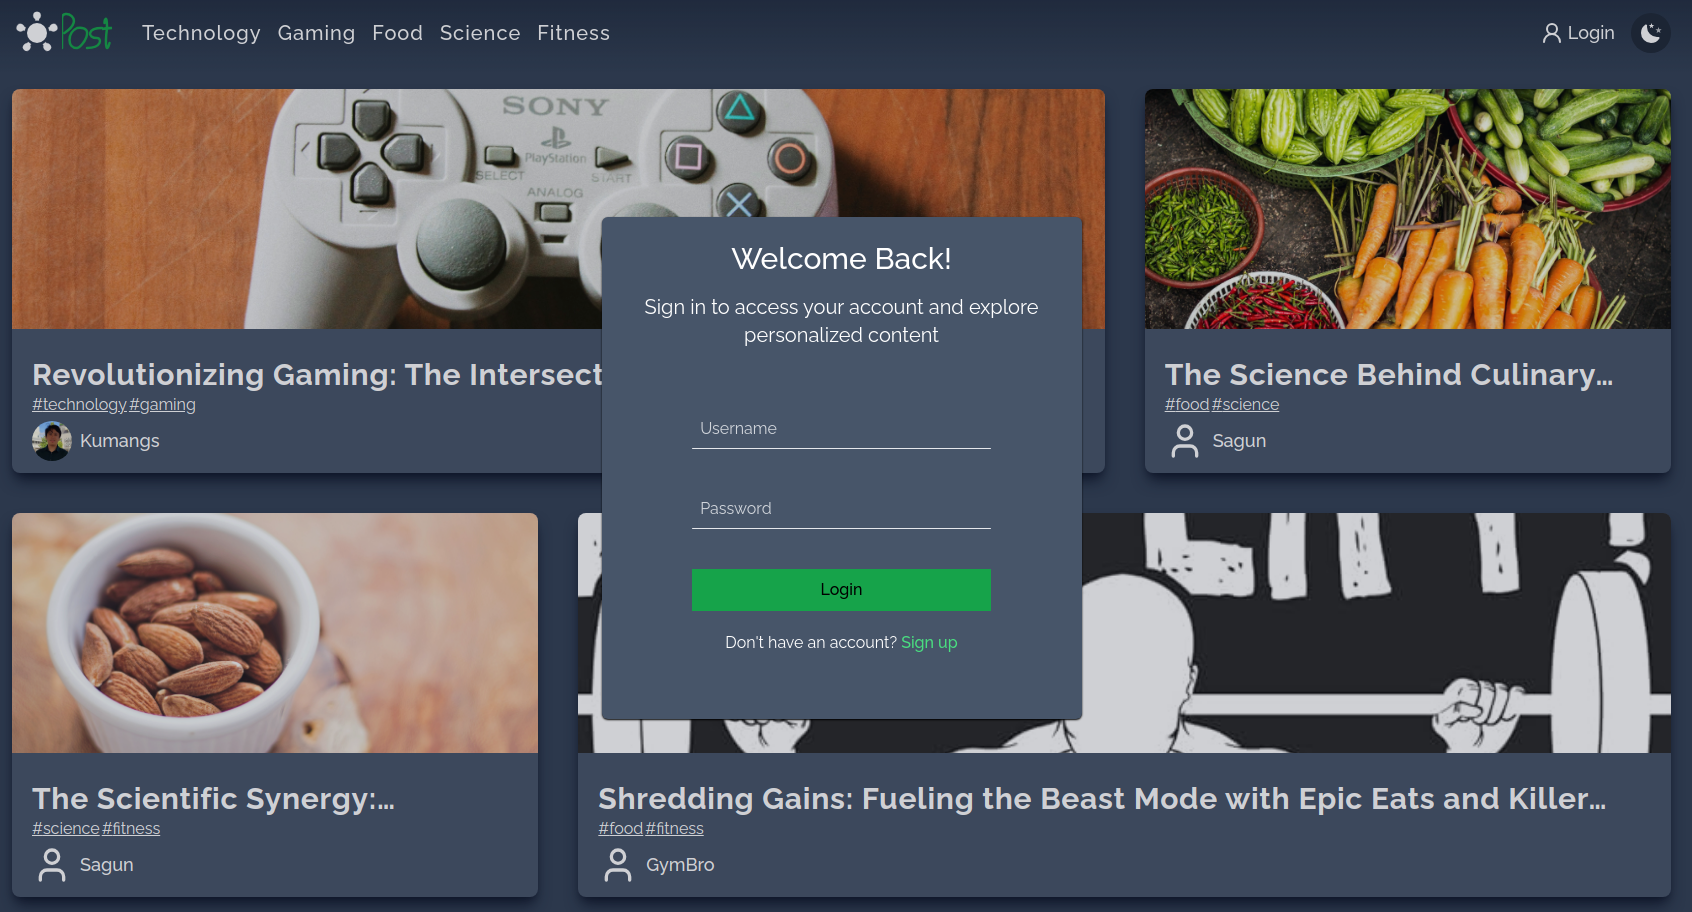 Post
Technology Gaming Food Science Fitness
Login
SONY
PlayStation
SELECT
START
ANALOG
Welcome Back!
Sign in to access your account and explore
personalized content
Username
Password
Login
Don't have an account? Sign up
Revolutionizing Gaming: The Intersect
#technology #gaming
Kumangs
The Science Behind Culinary...
#food #science
Sagun
The Scientific Synergy:...
#science #fitness
Sagun
Shredding Gains: Fueling the Beast Mode with Epic Eats and Killer...
#food #fitness
GymBro